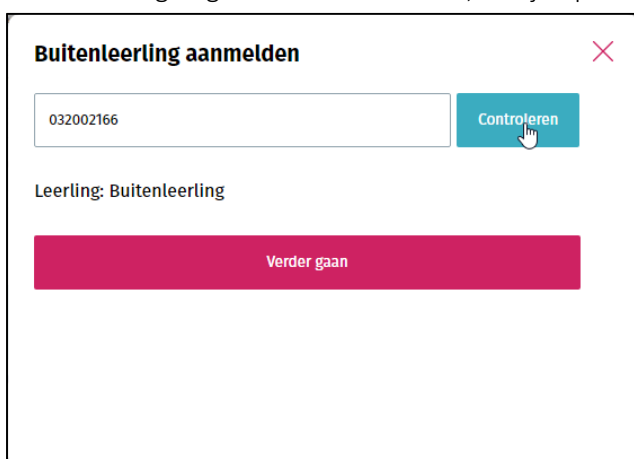 Buitenleerling aanmelden
032002166 Controleren
Leerling: Buitenleerling
Verder gaan